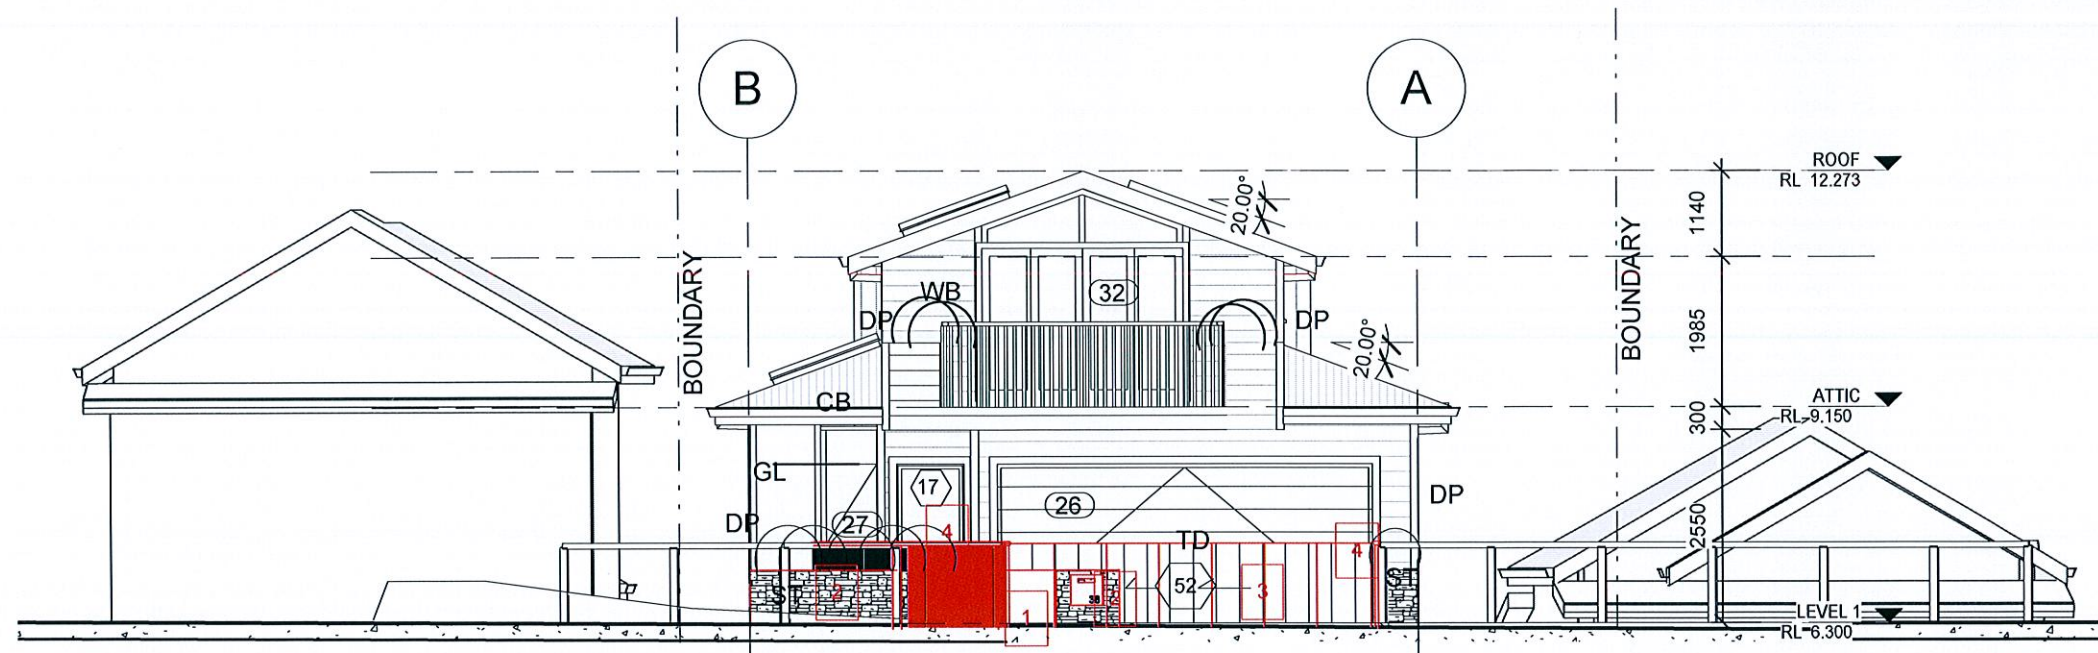 B
A
ROOF
RL 12.273
20.00°
1140
BOUNDARY
BOUNDARY
WB
32
DP
DP
20.00°
1985
CB
ATTIC
RL 9.150
300
GL
17
26
DP
DP
27
4
TD
4
2550
ST
2
36
52
3
ST
1
LEVEL 1
RL 6.300